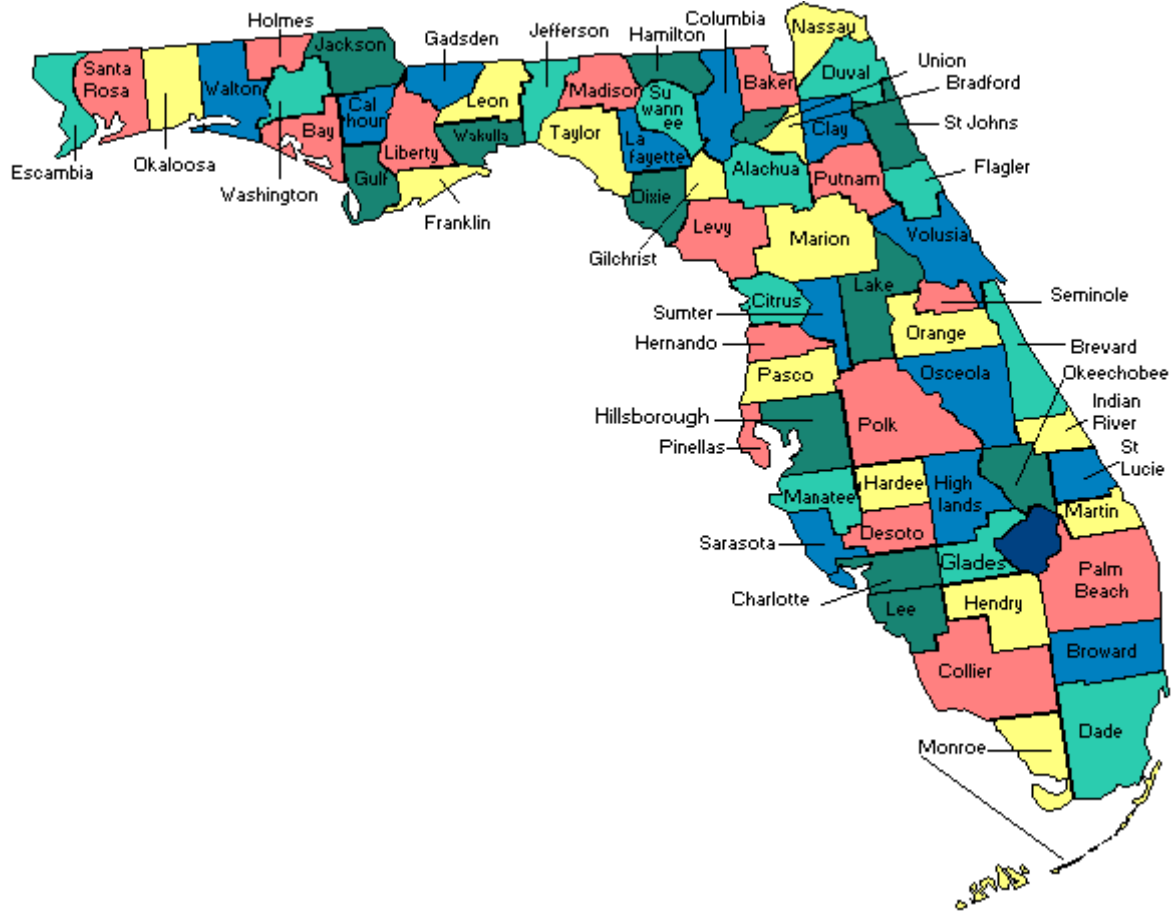 Holmes
Jackson
Gadsden
Jefferson
Hamilton
Columbia
Nassau
Union
Bradford
Santa
Rosa
Okaloosa
Walton
Leon
Madison
Su
wann
ee
Baker
Duval
Cal
hour
Bay
Liberty
Wakulla
Taylor
La
fayette
Clay
St Johns
Escambia
Okaloosa
Washington
Gulf
Franklin
Dixie
Alachua
Putnam
Flagler
Gilchrist
Levy
Marion
Volusia
Citrus
Lake
Seminole
Sumter
Orange
Hernando
Brevard
Pasco
Osceola
Okeechobee
Indian
River
Hillsborough
Polk
Pinellas
St
Lucie
Manatee
Hardee
High
lands
Martin
Sarasota
Desoto
Glades
Palm
Beach
Charlotte
Lee
Hendry
Broward
Collier
Monroe
Dade